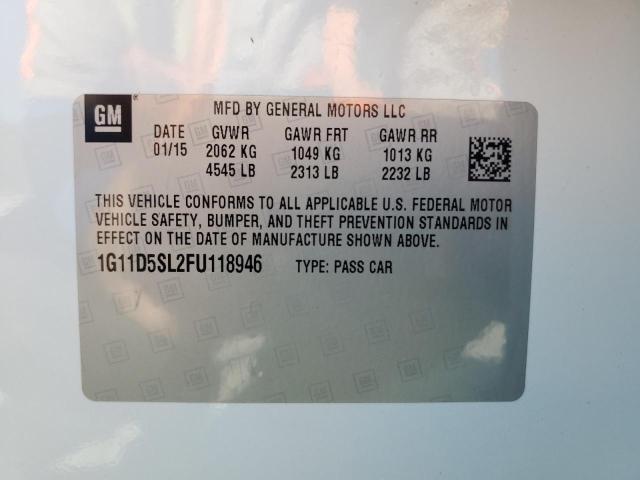 GM
MFD BY GENERAL MOTORS LLC
DATE GVWR GAWR FRT GAWR RR
01/15 2062 KG 1049 KG 1013 KG
4545 LB 2313 LB 2232 LB
THIS VEHICLE CONFORMS TO ALL APPLICABLE U.S. FEDERAL MOTOR
VEHICLE SAFETY, BUMPER, AND THEFT PREVENTION STANDARDS IN
EFFECT ON THE DATE OF MANUFACTURE SHOWN ABOVE.
1G11D5SL2FU118946 TYPE: PASS CAR